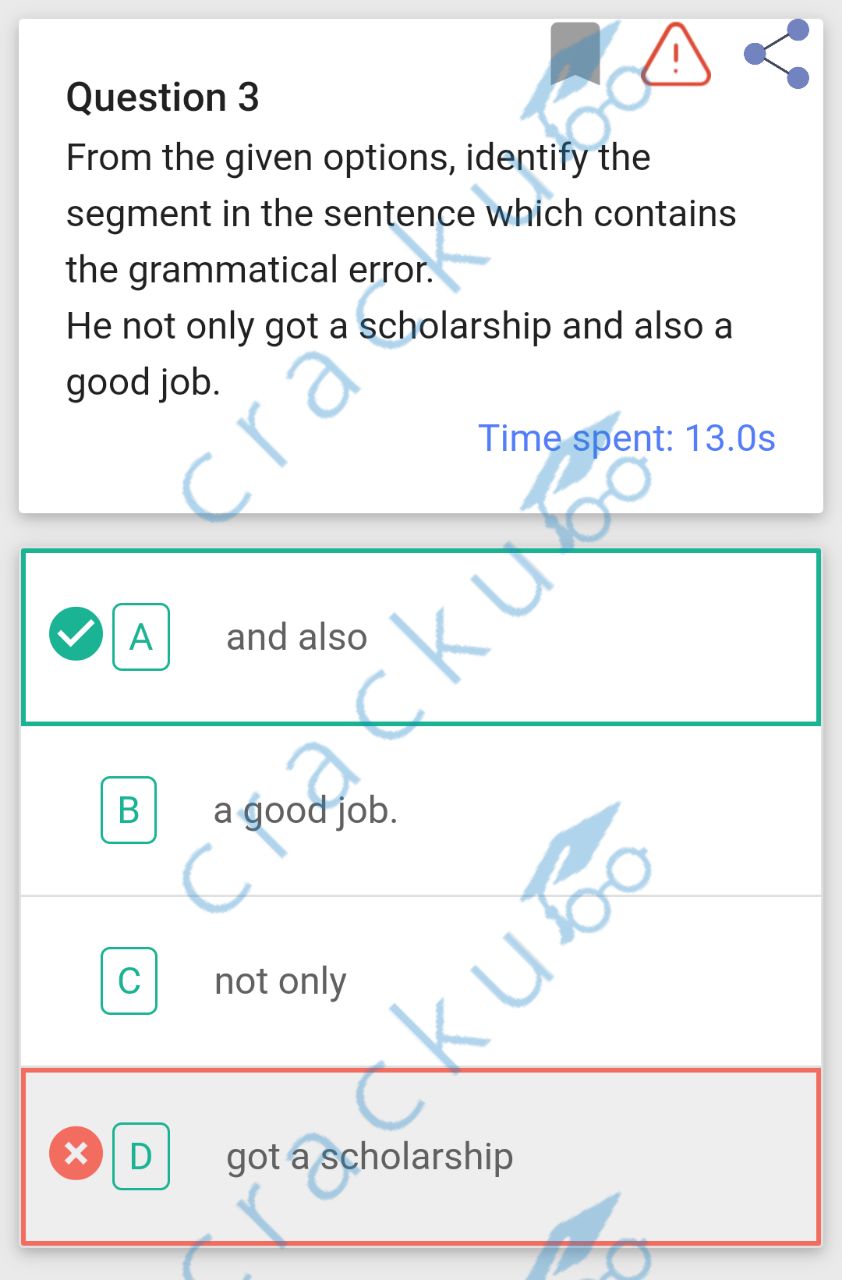 Question 3
From the given options, identify the
segment in the sentence which contains
the grammatical error.
He not only got a scholarship and also a
good job.
Time spent: 13.0s
A and also
B a good job.
C not only
D got a scholarship
cracku
cracku
cracku